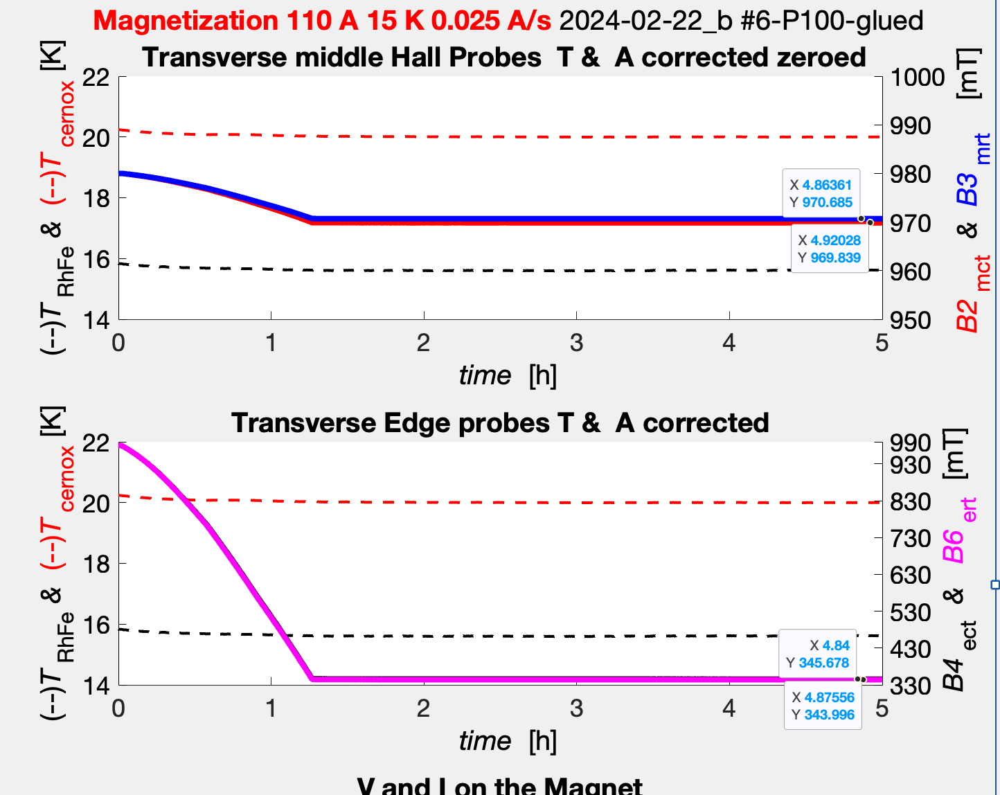 Magnetization 110 A 15 K 0.025 A/s 2024-02-22_b #6-P100-glued
Transverse middle Hall Probes T & A corrected zeroed
(--)T RhFe & (--)T cernox [K]
22
20
18
16
14
1000
990
980
970
960
950
B2 mct & B3 mrt [mT]
X 4.86361
Y 970.685
X 4.92028
Y 969.839
0 1 2 3 4 5
time [h]
Transverse Edge probes T & A corrected
(--)T RhFe & (--)T cernox [K]
22
20
18
16
14
990
930
830
730
630
530
430
330
B4 ect & B6 ert [mT]
X 4.84
Y 345.678
X 4.87556
Y 343.996
0 1 2 3 4 5
time [h]
V and I on the Magnet